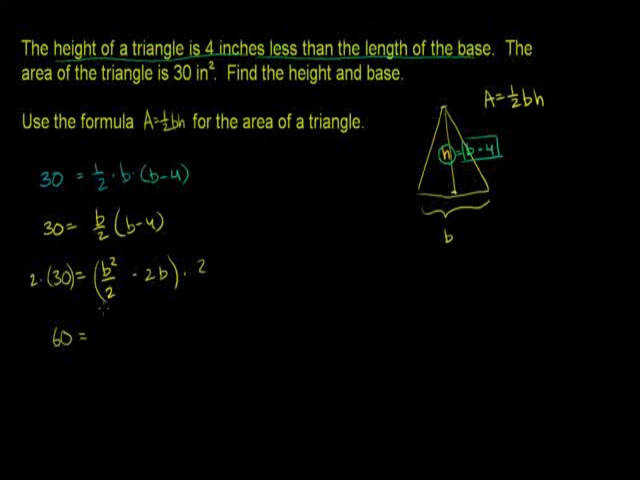 The height of a triangle is 4 inches less than the length of the base. The
area of the triangle is 30 in². Find the height and base.
A=½bh
Use the formula A=½bh for the area of a triangle.
h = b-4
30 = ½·b·(b-4)
30 = b/2 (b-4)
b
2·(30) = (b²/2 - 2b)·2
60 =